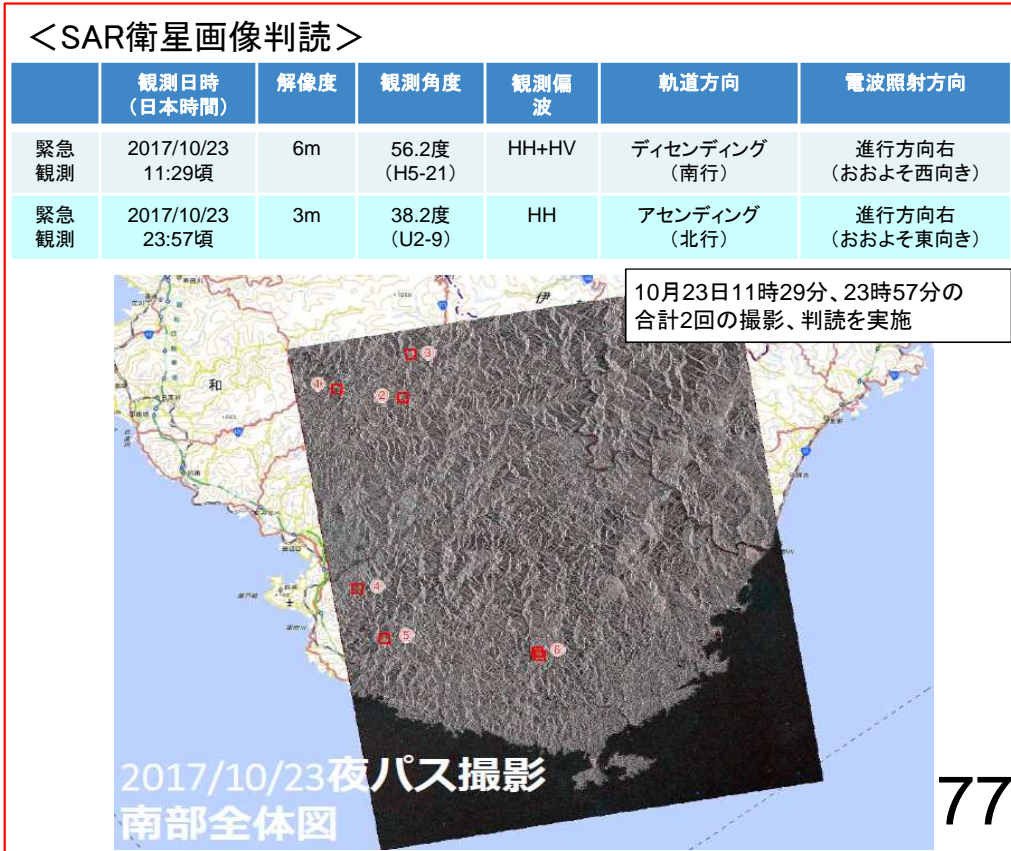 ＜SAR衛星画像判読＞
観測日時
（日本時間）
解像度
観測角度
観測偏
波
軌道方向
電波照射方向
緊急
観測
2017/10/23
11:29頃
6m
56.2度
（H5-21）
HH+HV
ディセンディング
（南行）
進行方向右
（おおよそ西向き）
緊急
観測
2017/10/23
23:57頃
3m
38.2度
（U2-9）
HH
アセンディング
（北行）
進行方向右
（おおよそ東向き）
10月23日11時29分、23時57分の
合計2回の撮影、判読を実施
伊
和
③
②
④
⑤
⑥
2017/10/23夜パス撮影
南部全体図
77